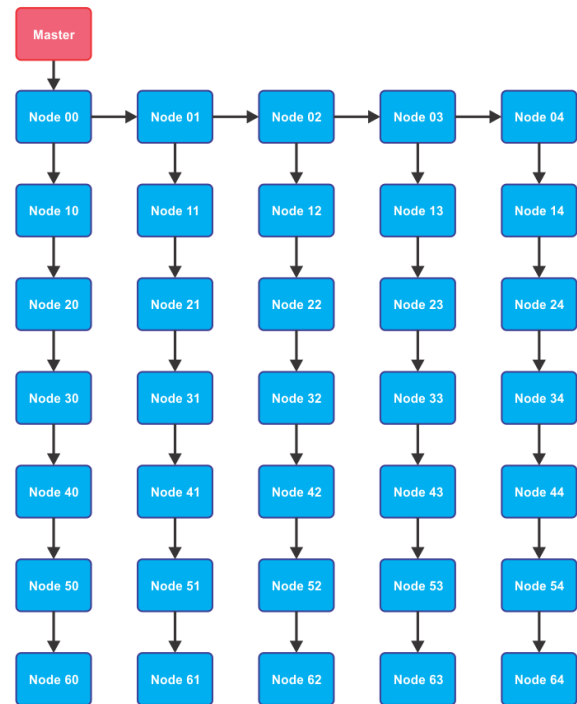 Master
Node 00
Node 01
Node 02
Node 03
Node 04
Node 10
Node 11
Node 12
Node 13
Node 14
Node 20
Node 21
Node 22
Node 23
Node 24
Node 30
Node 31
Node 32
Node 33
Node 34
Node 40
Node 41
Node 42
Node 43
Node 44
Node 50
Node 51
Node 52
Node 53
Node 54
Node 60
Node 61
Node 62
Node 63
Node 64